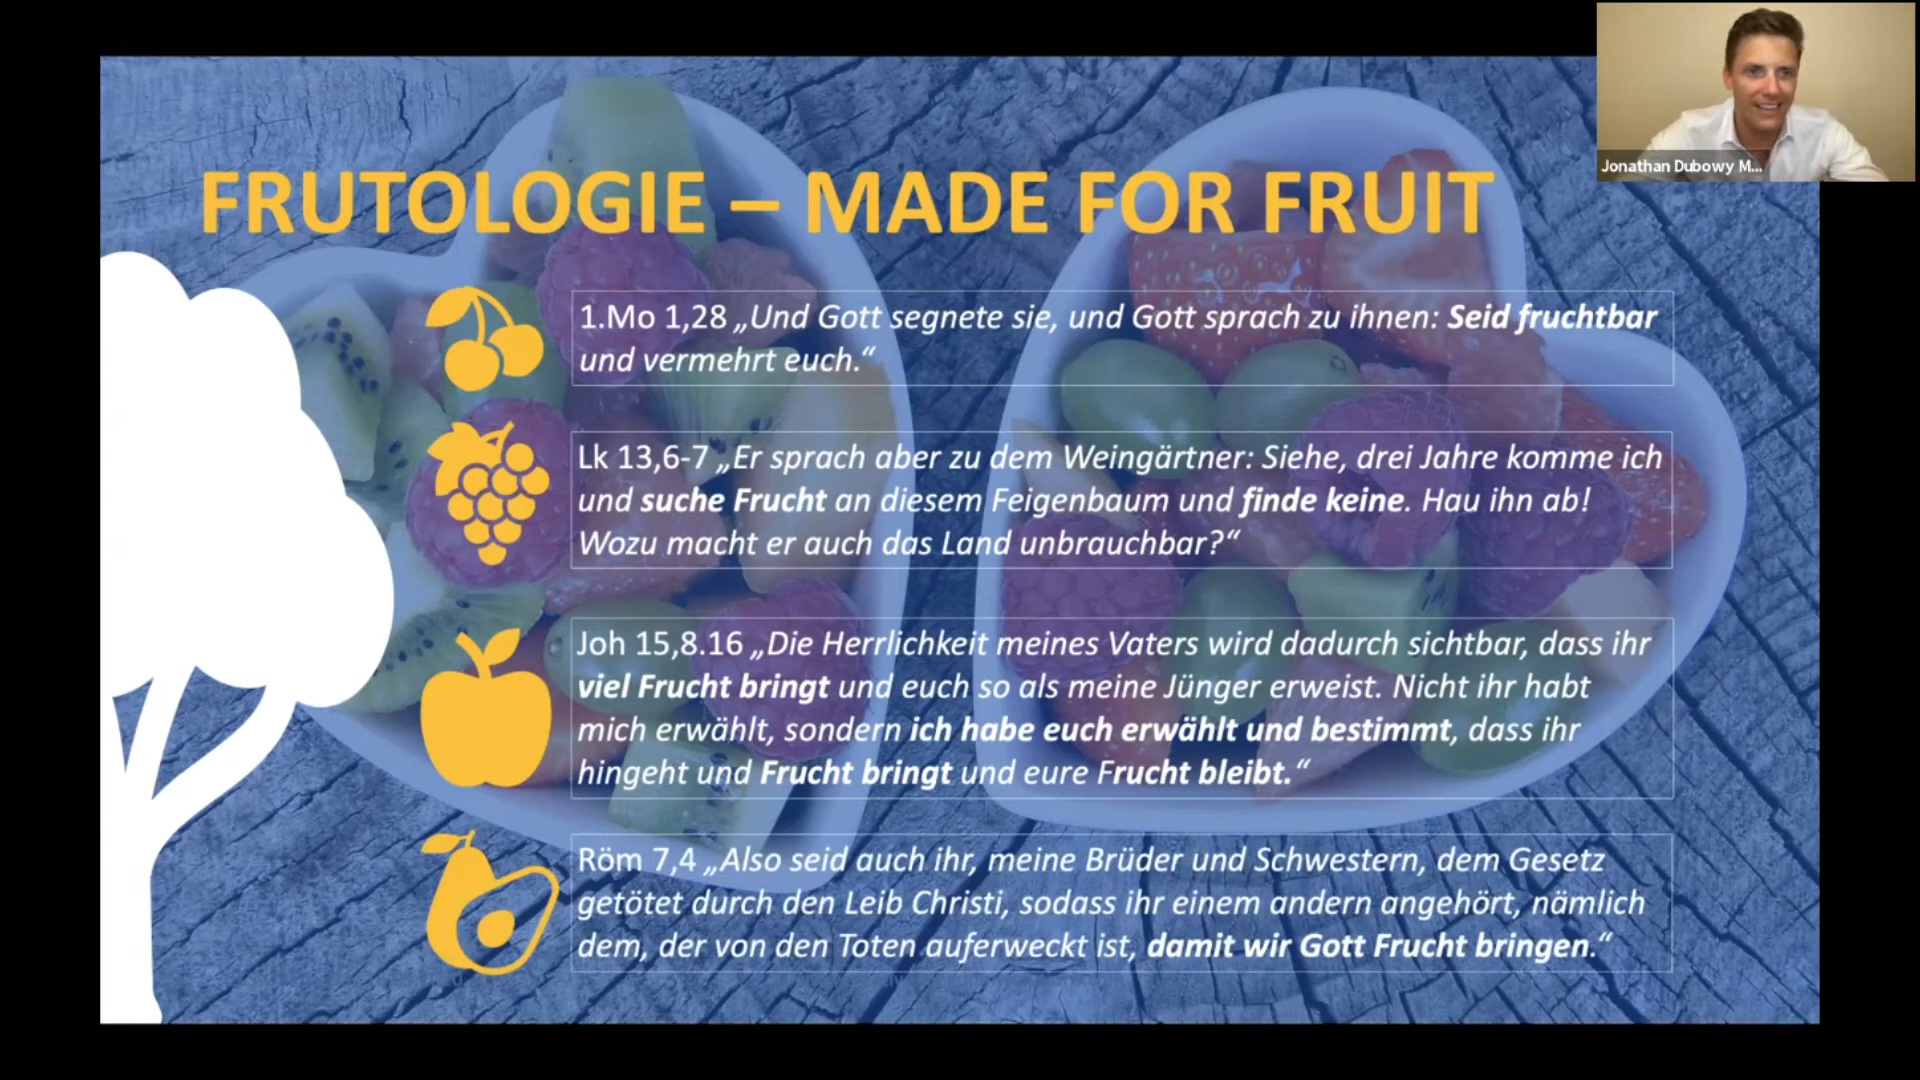 Jonathan Dubowy M...
FRUTOLOGIE – MADE FOR FRUIT
1.Mo 1,28 „Und Gott segnete sie, und Gott sprach zu ihnen: Seid fruchtbar
und vermehrt euch.“
Lk 13,6-7 „Er sprach aber zu dem Weingärtner: Siehe, drei Jahre komme ich
und suche Frucht an diesem Feigenbaum und finde keine. Hau ihn ab!
Wozu macht er auch das Land unbrauchbar?“
Joh 15,8.16 „Die Herrlichkeit meines Vaters wird dadurch sichtbar, dass ihr
viel Frucht bringt und euch so als meine Jünger erweist. Nicht ihr habt
mich erwählt, sondern ich habe euch erwählt und bestimmt, dass ihr
hingeht und Frucht bringt und eure Frucht bleibt.“
Röm 7,4 „Also seid auch ihr, meine Brüder und Schwestern, dem Gesetz
getötet durch den Leib Christi, sodass ihr einem andern angehört, nämlich
dem, der von den Toten auferweckt ist, damit wir Gott Frucht bringen.“